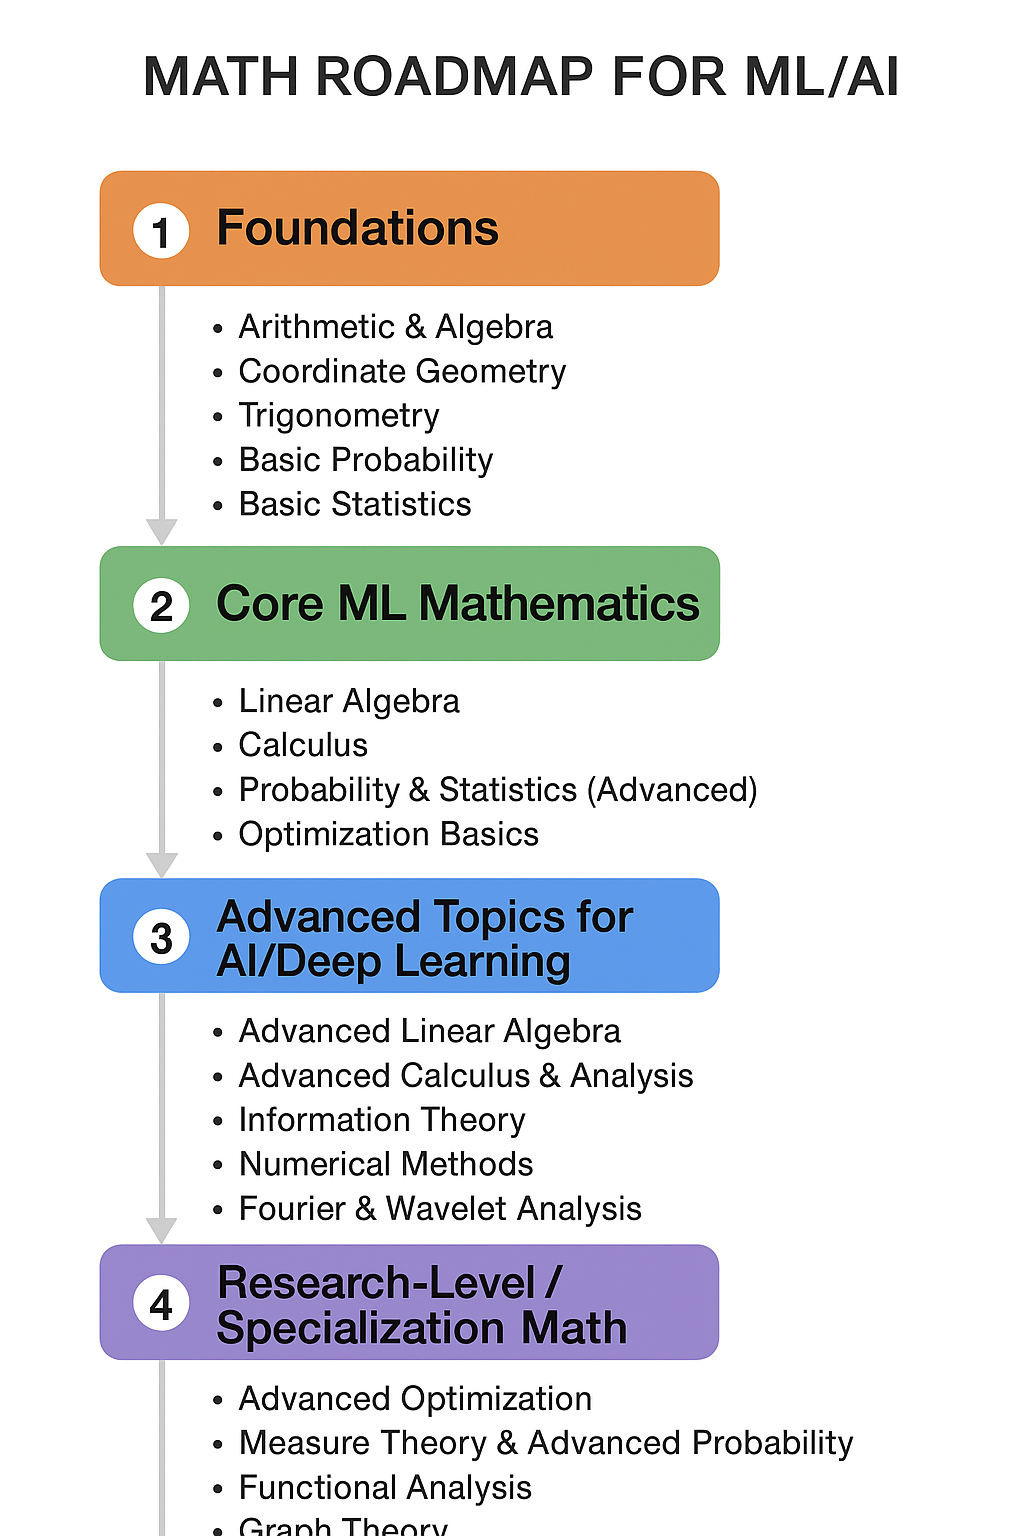 MATH ROADMAP FOR ML/AI
1 Foundations
• Arithmetic & Algebra
• Coordinate Geometry
• Trigonometry
• Basic Probability
• Basic Statistics
2 Core ML Mathematics
• Linear Algebra
• Calculus
• Probability & Statistics (Advanced)
• Optimization Basics
3 Advanced Topics for
AI/Deep Learning
• Advanced Linear Algebra
• Advanced Calculus & Analysis
• Information Theory
• Numerical Methods
• Fourier & Wavelet Analysis
4 Research-Level /
Specialization Math
• Advanced Optimization
• Measure Theory & Advanced Probability
• Functional Analysis
• Graph Theory